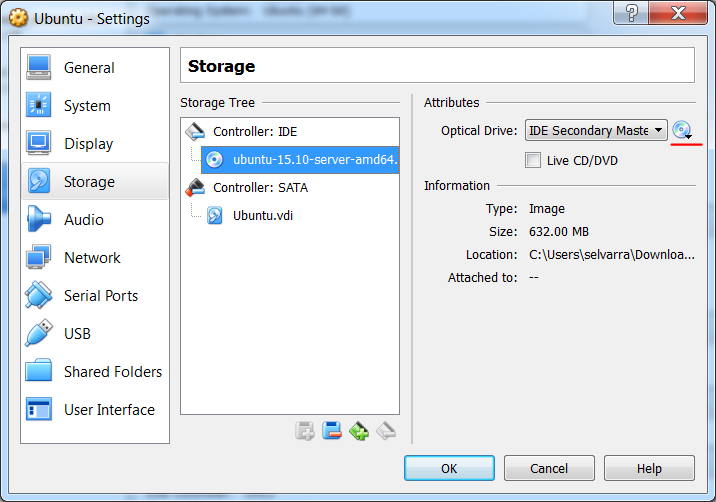 Ubuntu - Settings
General
System
Display
Storage
Audio
Network
Serial Ports
USB
Shared Folders
User Interface
Storage
Storage Tree
Controller: IDE
ubuntu-15.10-server-amd64.
Controller: SATA
Ubuntu.vdi
Attributes
Optical Drive: IDE Secondary Maste
Live CD/DVD
Information
Type: Image
Size: 632.00 MB
Location: C:\Users\selvarra\Downloa...
Attached to: --
OK Cancel Help